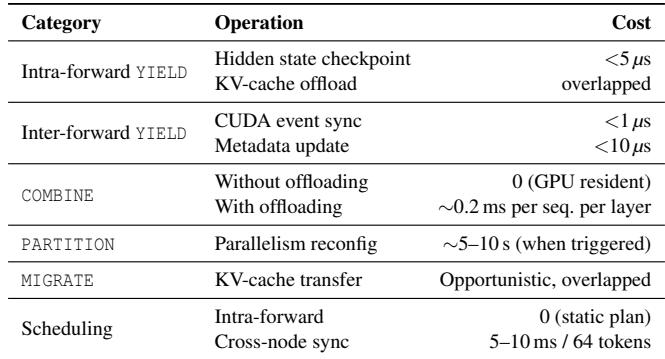 Category Operation Cost
Intra-forward YIELD Hidden state checkpoint <5 µs
KV-cache offload overlapped
Inter-forward YIELD CUDA event sync <1 µs
Metadata update <10 µs
COMBINE Without offloading 0 (GPU resident)
With offloading ∼0.2 ms per seq. per layer
PARTITION Parallelism reconfig ∼5–10 s (when triggered)
MIGRATE KV-cache transfer Opportunistic, overlapped
Scheduling Intra-forward 0 (static plan)
Cross-node sync 5–10 ms / 64 tokens